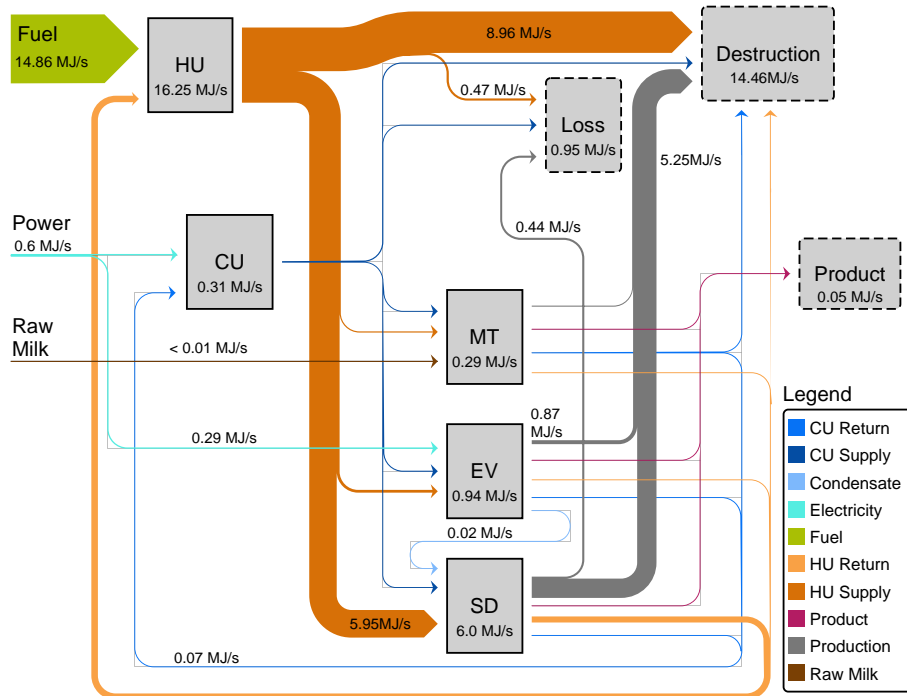 Fuel
14.86 MJ/s
HU
16.25 MJ/s
8.96 MJ/s
Destruction
14.46MJ/s
0.47 MJ/s
Loss
0.95 MJ/s
5.25MJ/s
Power
0.6 MJ/s
CU
0.31 MJ/s
0.44 MJ/s
Product
0.05 MJ/s
Raw
Milk
< 0.01 MJ/s
MT
0.29 MJ/s
0.29 MJ/s
0.87
MJ/s
EV
0.94 MJ/s
0.02 MJ/s
SD
6.0 MJ/s
5.95MJ/s
0.07 MJ/s
Legend
CU Return
CU Supply
Condensate
Electricity
Fuel
HU Return
HU Supply
Product
Production
Raw Milk